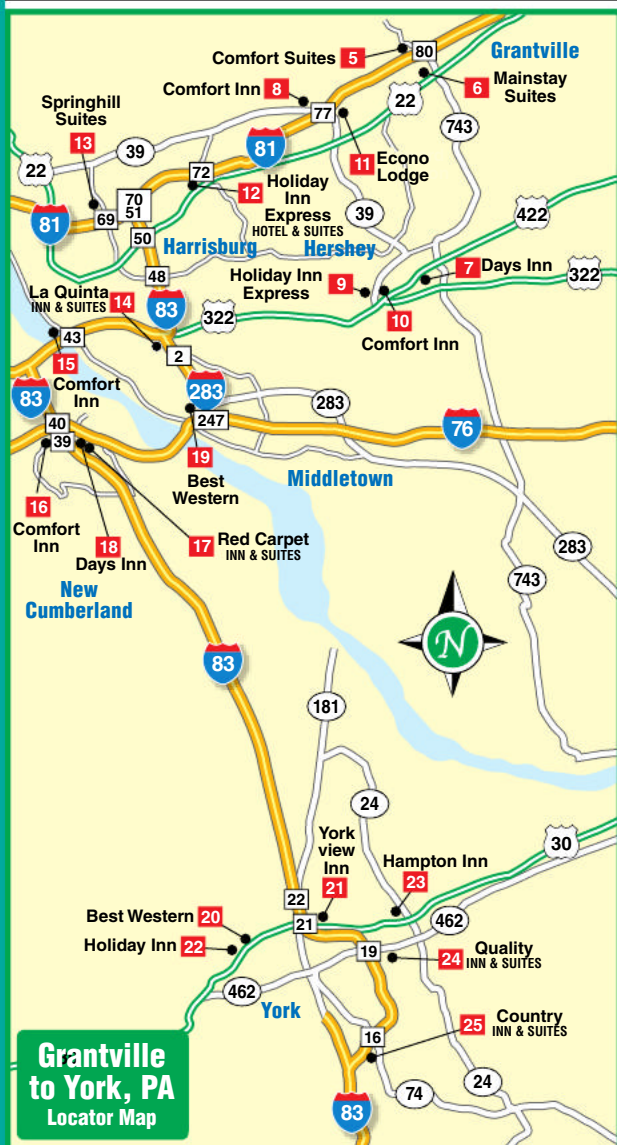 Comfort Suites 5
80
Grantville
Comfort Inn 8
6 Mainstay
Suites
Springhill
Suites
13
22
77
743
39
81
11 Econo
Lodge
22
72
12 Holiday
Inn
Express
HOTEL & SUITES
39
422
81
69
70
51
50
Harrisburg
Hershey
48
Holiday Inn
Express
9
7 Days Inn
322
La Quinta
INN & SUITES
14
83
322
10
Comfort Inn
43
2
15
Comfort
Inn
83
283
283
40
39
247
76
19
Best
Western
Middletown
16
Comfort
Inn
18
Days Inn
17 Red Carpet
INN & SUITES
283
New
Cumberland
743
N
83
181
24
York
view
Inn
21
30
Hampton Inn
23
22
Best Western 20
21
462
Holiday Inn 22
19
24 Quality
INN & SUITES
462
York
25 Country
INN & SUITES
16
Grantville
to York, PA
Locator Map
74
24
83